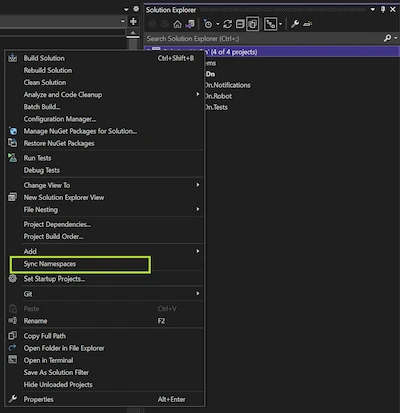 Solution Explorer
Search Solution Explorer (Ctrl+;)
(4 of 4 projects)
Build Solution Ctrl+Shift+B
Rebuild Solution
Clean Solution
Analyze and Code Cleanup
Batch Build...
Configuration Manager...
Manage NuGet Packages for Solution...
Restore NuGet Packages
Run Tests
Debug Tests
Change View To
New Solution Explorer View
File Nesting
Project Dependencies...
Project Build Order...
Add
Sync Namespaces
Set Startup Projects...
Git
Paste Ctrl+V
Rename F2
Copy Full Path
Open Folder in File Explorer
Open in Terminal
Save As Solution Filter
Hide Unloaded Projects
Properties Alt+Enter
ems
Dn
Dn.Notifications
Dn.Robot
Dn.Tests